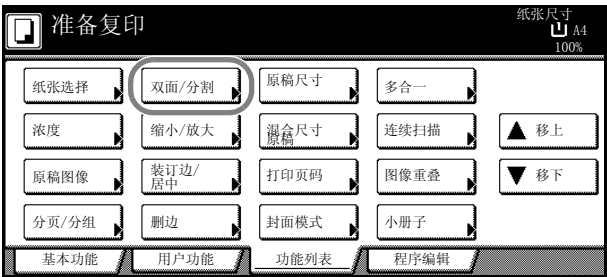 准备复印
纸张尺寸
A4
100%
纸张选择
双面/分割
原稿尺寸
多合一
浓度
缩小/放大
混合尺寸
原稿
连续扫描
移上
原稿图像
装订边/
居中
打印页码
图像重叠
移下
分页/分组
删边
封面模式
小册子
基本功能
用户功能
功能列表
程序编辑